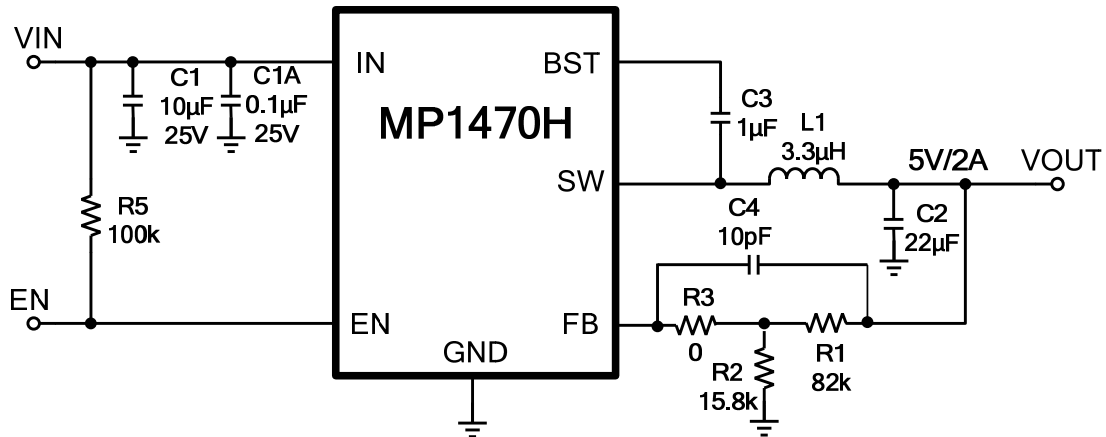 VIN
C1
10µF
25V
C1A
0.1µF
25V
IN
BST
MP1470H
C3
1µF
L1
3.3µH
5V/2A
VOUT
SW
R5
100k
C4
10pF
C2
22µF
EN
EN
FB
GND
R3
0
R2
15.8k
R1
82k